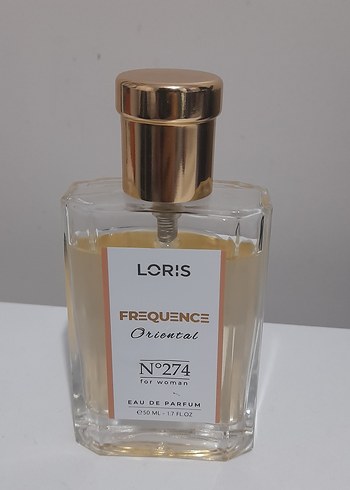 LORIS
FREQUENCE
Oriental
N°274
for woman
EAU DE PARFUM
℮50 ML - 1.7 FL.OZ